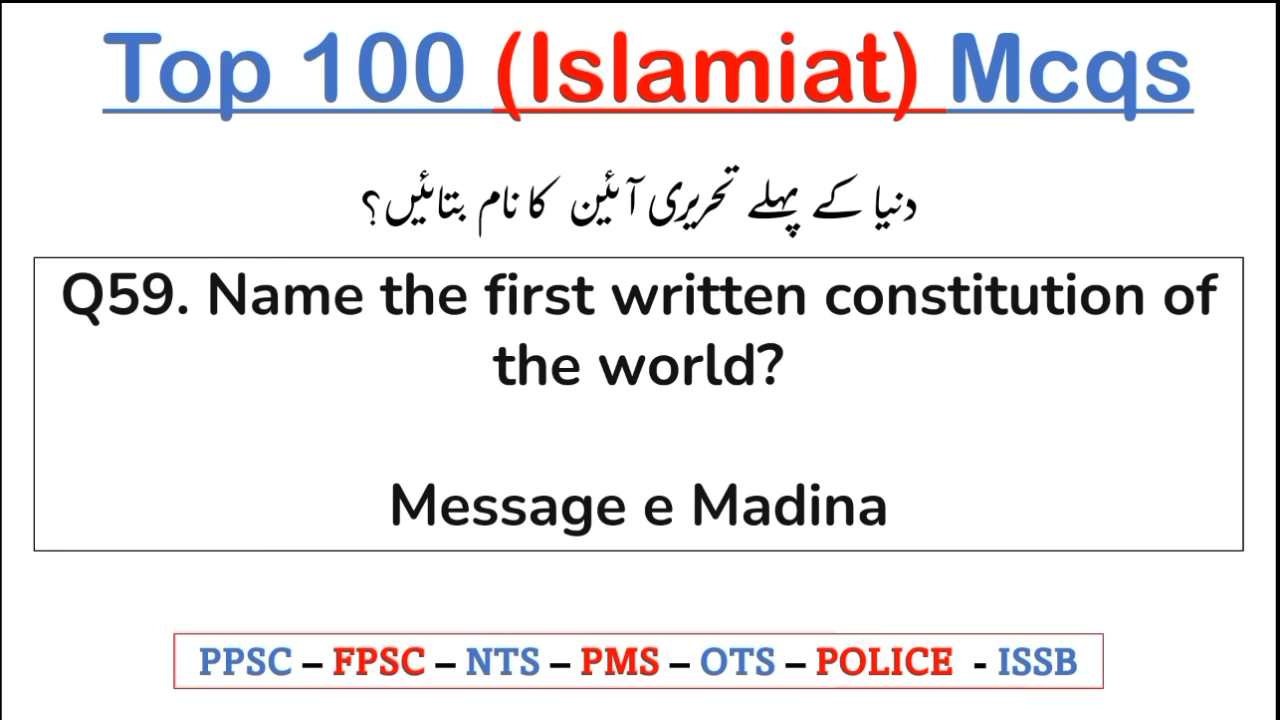 Top 100 (Islamiat) Mcqs
دنیا کے پہلے تحریری آئین کا نام بتائیں؟
Q59. Name the first written constitution of
the world?
Message e Madina
PPSC – FPSC – NTS – PMS – OTS – POLICE - ISSB